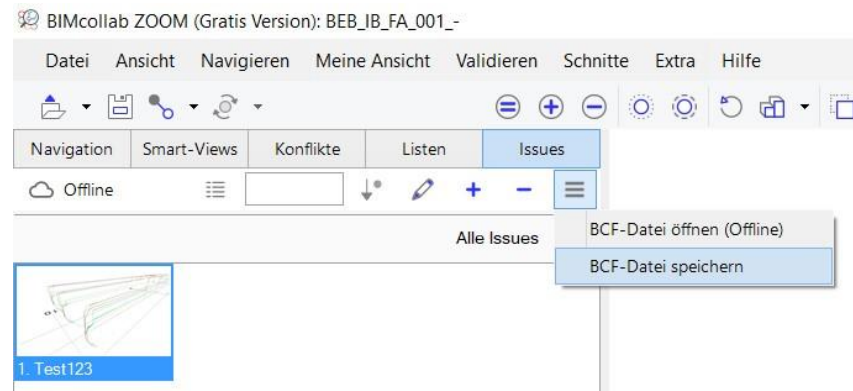 BIMcollab ZOOM (Gratis Version): BEB_IB_FA_001_-
Datei Ansicht Navigieren Meine Ansicht Validieren Schnitte Extra Hilfe
Navigation Smart-Views Konflikte Listen Issues
Offline
Alle Issues
BCF-Datei öffnen (Offline)
BCF-Datei speichern
1. Test123